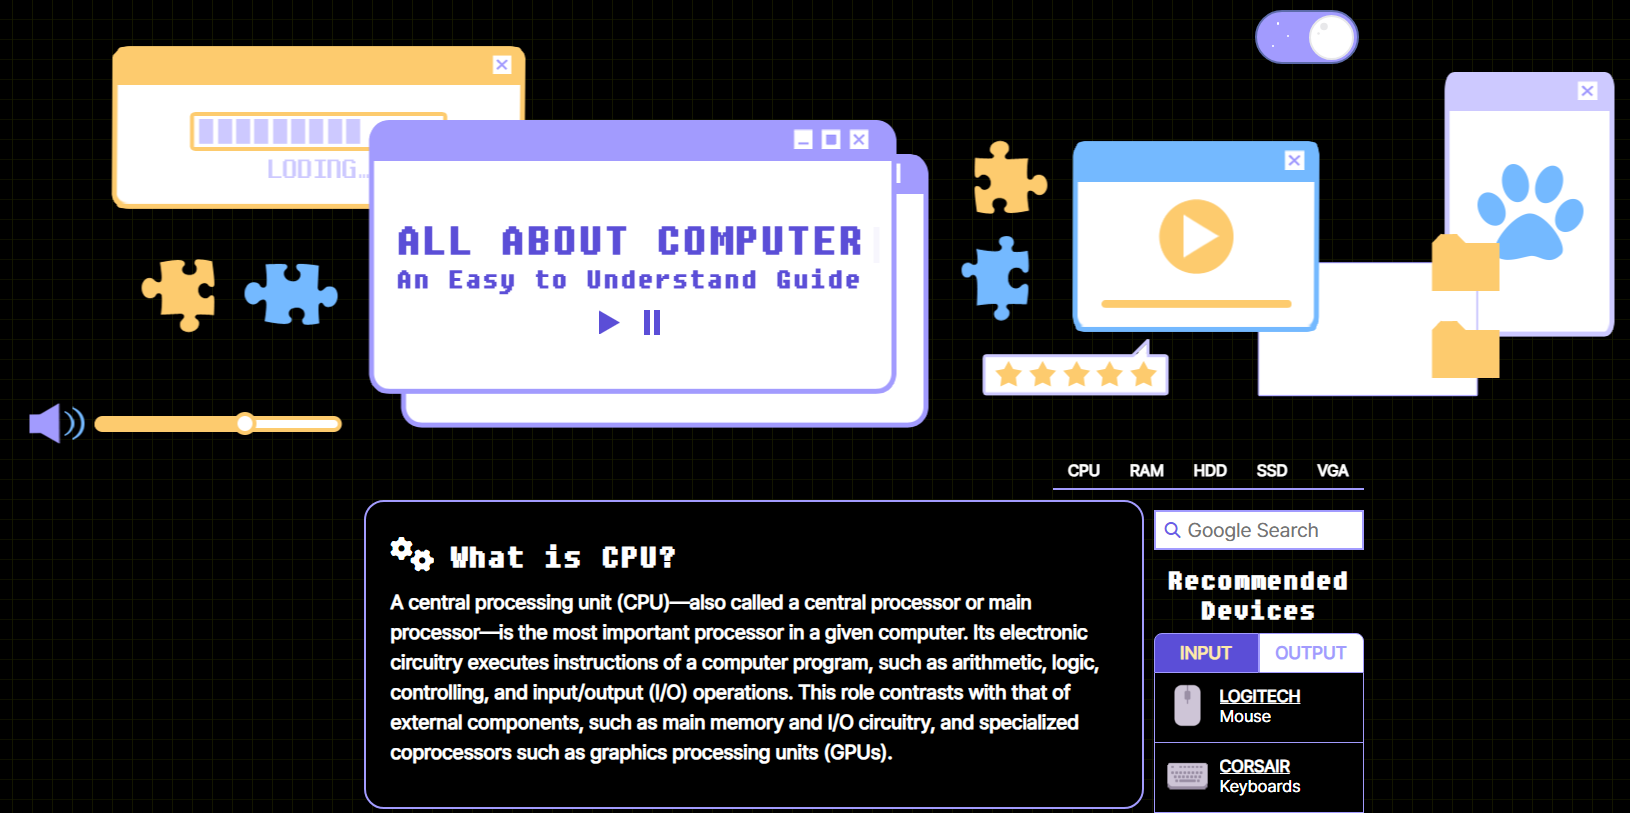 LODING...
ALL ABOUT COMPUTER
An Easy to Understand Guide
CPU RAM HDD SSD VGA
What is CPU?
A central processing unit (CPU)—also called a central processor or main
processor—is the most important processor in a given computer. Its electronic
circuitry executes instructions of a computer program, such as arithmetic, logic,
controlling, and input/output (I/O) operations. This role contrasts with that of
external components, such as main memory and I/O circuitry, and specialized
coprocessors such as graphics processing units (GPUs).
Google Search
Recommended
Devices
INPUT OUTPUT
LOGITECH
Mouse
CORSAIR
Keyboards